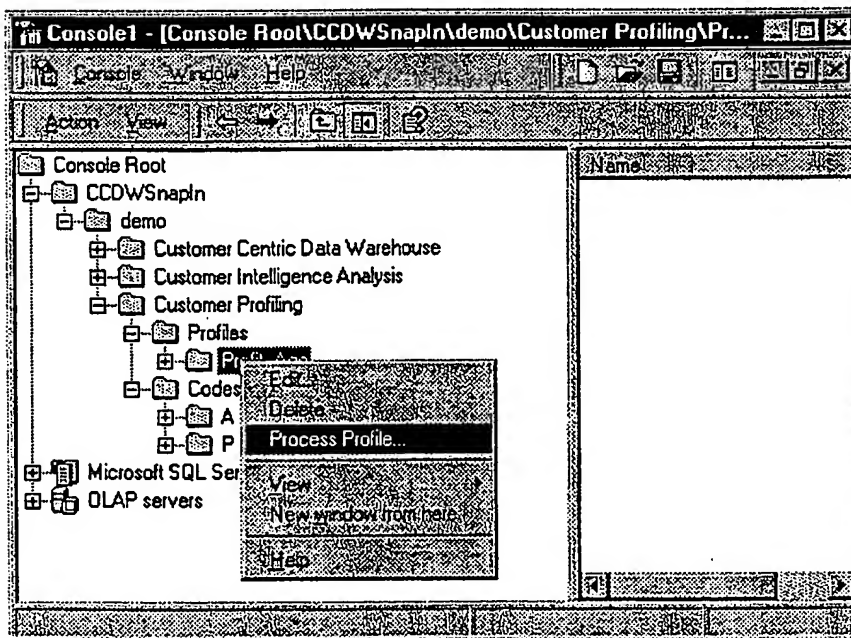 Console1 - [Console Root\CCDWSnapIn\demo\Customer Profiling\Pr...
Console Window Help
Action View
Console Root
CCDWSnapIn
demo
Customer Centric Data Warehouse
Customer Intelligence Analysis
Customer Profiling
Profiles
Codes
A
P
Microsoft SQL Ser
OLAP servers
Edit...
Delete
Process Profile...
View
New window from here
Help
Name